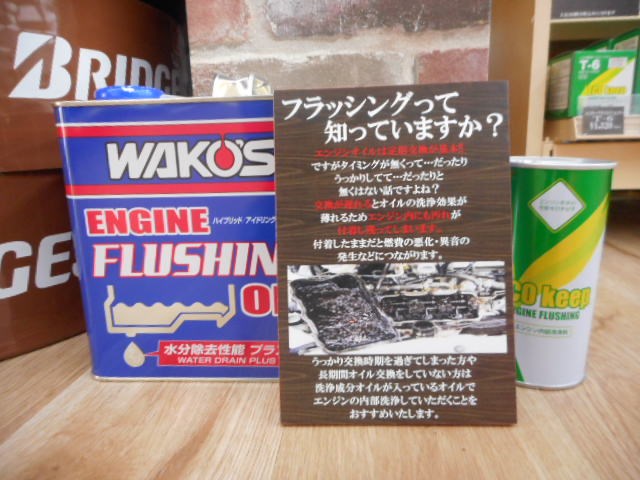 BRIDGES
WAKO'S
ENGINE
ハイブリッド アイドリング
FLUSHIN
OI
水分除去性能 プラス
WATER DRAIN PLUS
フラッシングって
知っていますか？
エンジンオイルは定期交換が基本!!
ですがタイミングが無くって…だったり
うっかりしてて…だったりと
無くはない話ですよね？
交換が遅れるとオイルの洗浄効果が
薄れるためエンジン内にも汚れが
付着し残ってしまいます。
付着したままだと燃費の悪化・異音の
発生などにつながります。
うっかり交換時期を過ぎてしまった方や
長期間オイル交換をしていない方は
洗浄成分オイルが入っているオイルで
エンジンの内部洗浄していただくことを
おすすめいたします。
CO keep
ENGINE FLUSHING
T-6
T-6